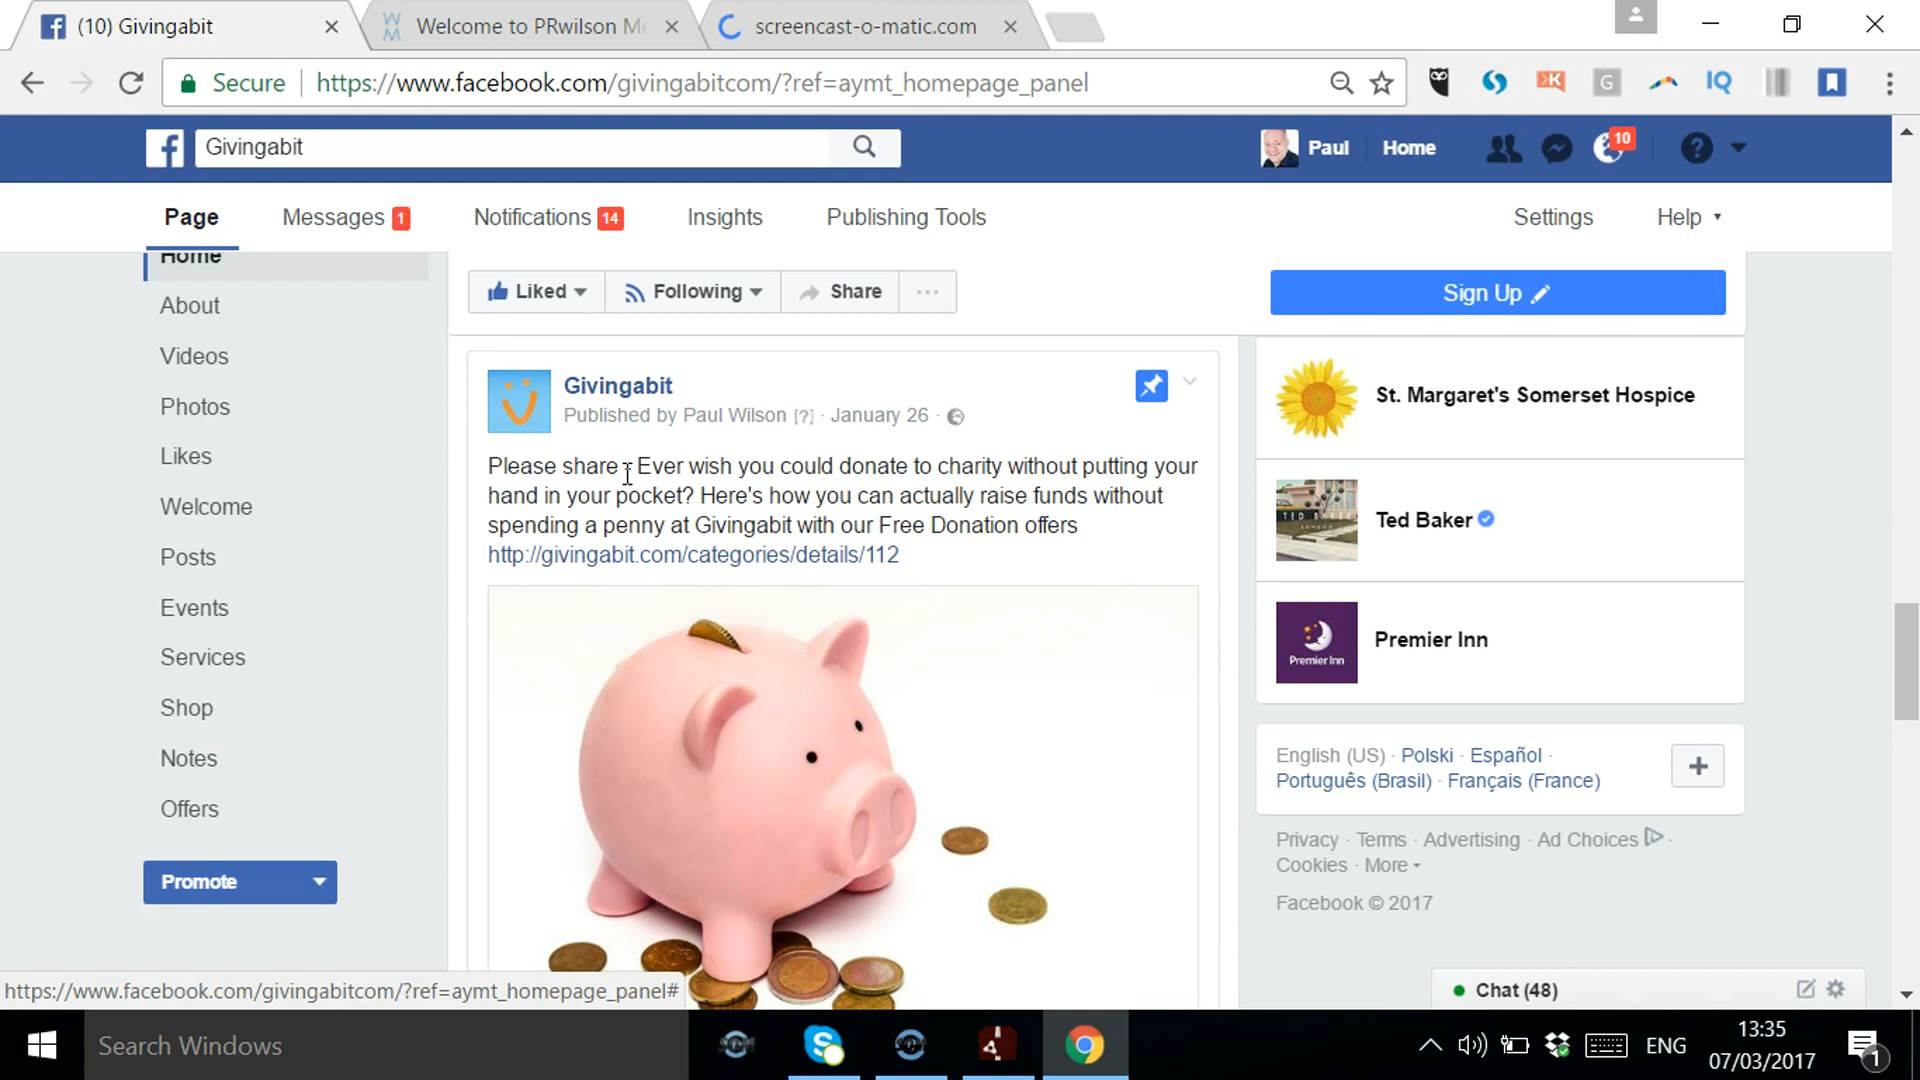 (10) Givingabit
Welcome to PRwilson Me
screencast-o-matic.com
Secure
https://www.facebook.com/givingabitcom/?ref=aymt_homepage_panel
Givingabit
Paul
Home
10
Page
Messages 1
Notifications 14
Insights
Publishing Tools
Settings
Help
Home
About
Videos
Photos
Likes
Welcome
Posts
Events
Services
Shop
Notes
Offers
Promote
Liked
Following
Share
Sign Up
Givingabit
Published by Paul Wilson [?] · January 26 ·
Please share - Ever wish you could donate to charity without putting your
hand in your pocket? Here's how you can actually raise funds without
spending a penny at Givingabit with our Free Donation offers
http://givingabit.com/categories/details/112
St. Margaret's Somerset Hospice
TED BAKER
LONDON
Ted Baker
Premier Inn
Premier Inn
English (US) · Polski · Español ·
Português (Brasil) · Français (France)
Privacy · Terms · Advertising · Ad Choices ·
Cookies · More
Facebook © 2017
Chat (48)
https://www.facebook.com/givingabitcom/?ref=aymt_homepage_panel#
Search Windows
ENG
13:35
07/03/2017
1